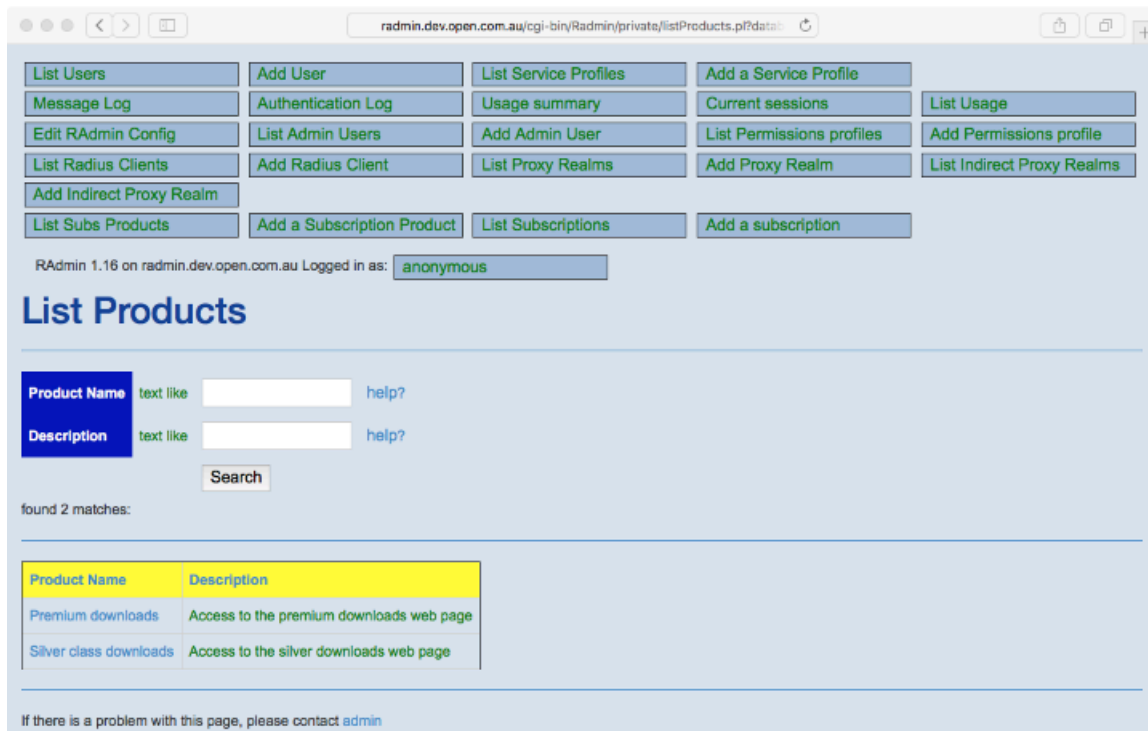 radmin.dev.open.com.au/cgi-bin/Radmin/private/listProducts.pl?datab
List Users Add User List Service Profiles Add a Service Profile
Message Log Authentication Log Usage summary Current sessions List Usage
Edit RAdmin Config List Admin Users Add Admin User List Permissions profiles Add Permissions profile
List Radius Clients Add Radius Client List Proxy Realms Add Proxy Realm List Indirect Proxy Realms
Add Indirect Proxy Realm
List Subs Products Add a Subscription Product List Subscriptions Add a subscription
RAdmin 1.16 on radmin.dev.open.com.au Logged in as: anonymous
List Products
Product Name text like help?
Description text like help?
Search
found 2 matches:
Product Name Description
Premium downloads Access to the premium downloads web page
Silver class downloads Access to the silver downloads web page
If there is a problem with this page, please contact admin